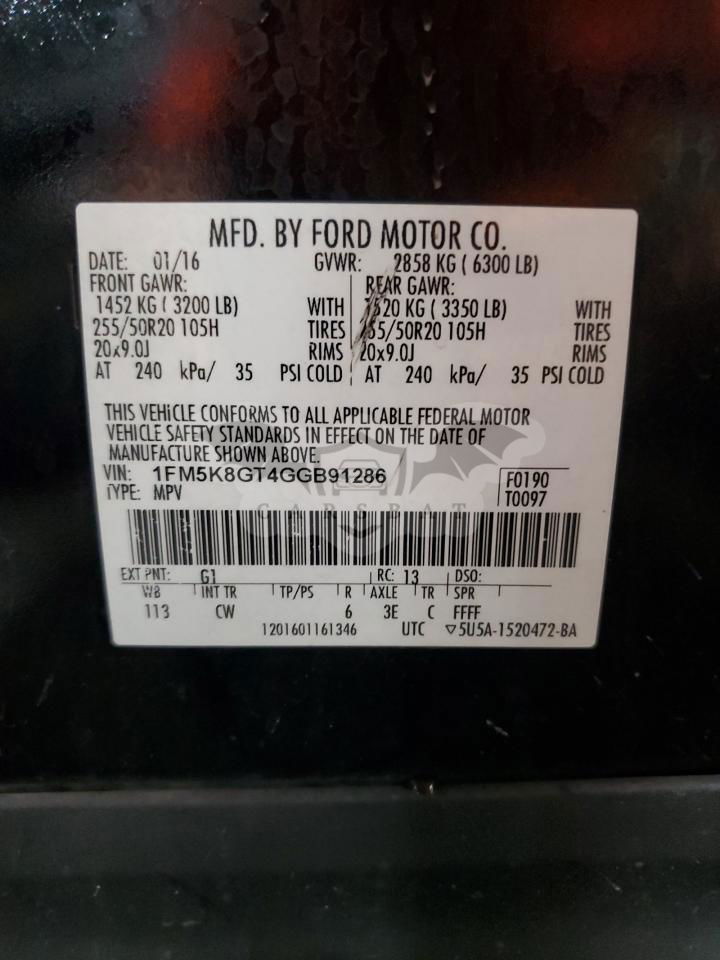 MFD. BY FORD MOTOR CO.
DATE: 01/16 GVWR: 2858 KG ( 6300 LB)
FRONT GAWR: REAR GAWR:
1452 KG ( 3200 LB) WITH 1520 KG ( 3350 LB) WITH
255/50R20 105H TIRES 255/50R20 105H TIRES
20x9.0J RIMS 20x9.0J RIMS
AT 240 kPa/ 35 PSI COLD AT 240 kPa/ 35 PSI COLD
THIS VEHICLE CONFORMS TO ALL APPLICABLE FEDERAL MOTOR
VEHICLE SAFETY STANDARDS IN EFFECT ON THE DATE OF
MANUFACTURE SHOWN ABOVE.
VIN: 1FM5K8GT4GGB91286 F0190
TYPE: MPV T0097
CARSBAT
EXT PNT: G1 RC: 13 DSO:
WB INT TR TP/PS R AXLE TR SPR
113 CW 6 3E C FFFF
1201601161346 UTC ▽5U5A-1520472-BA